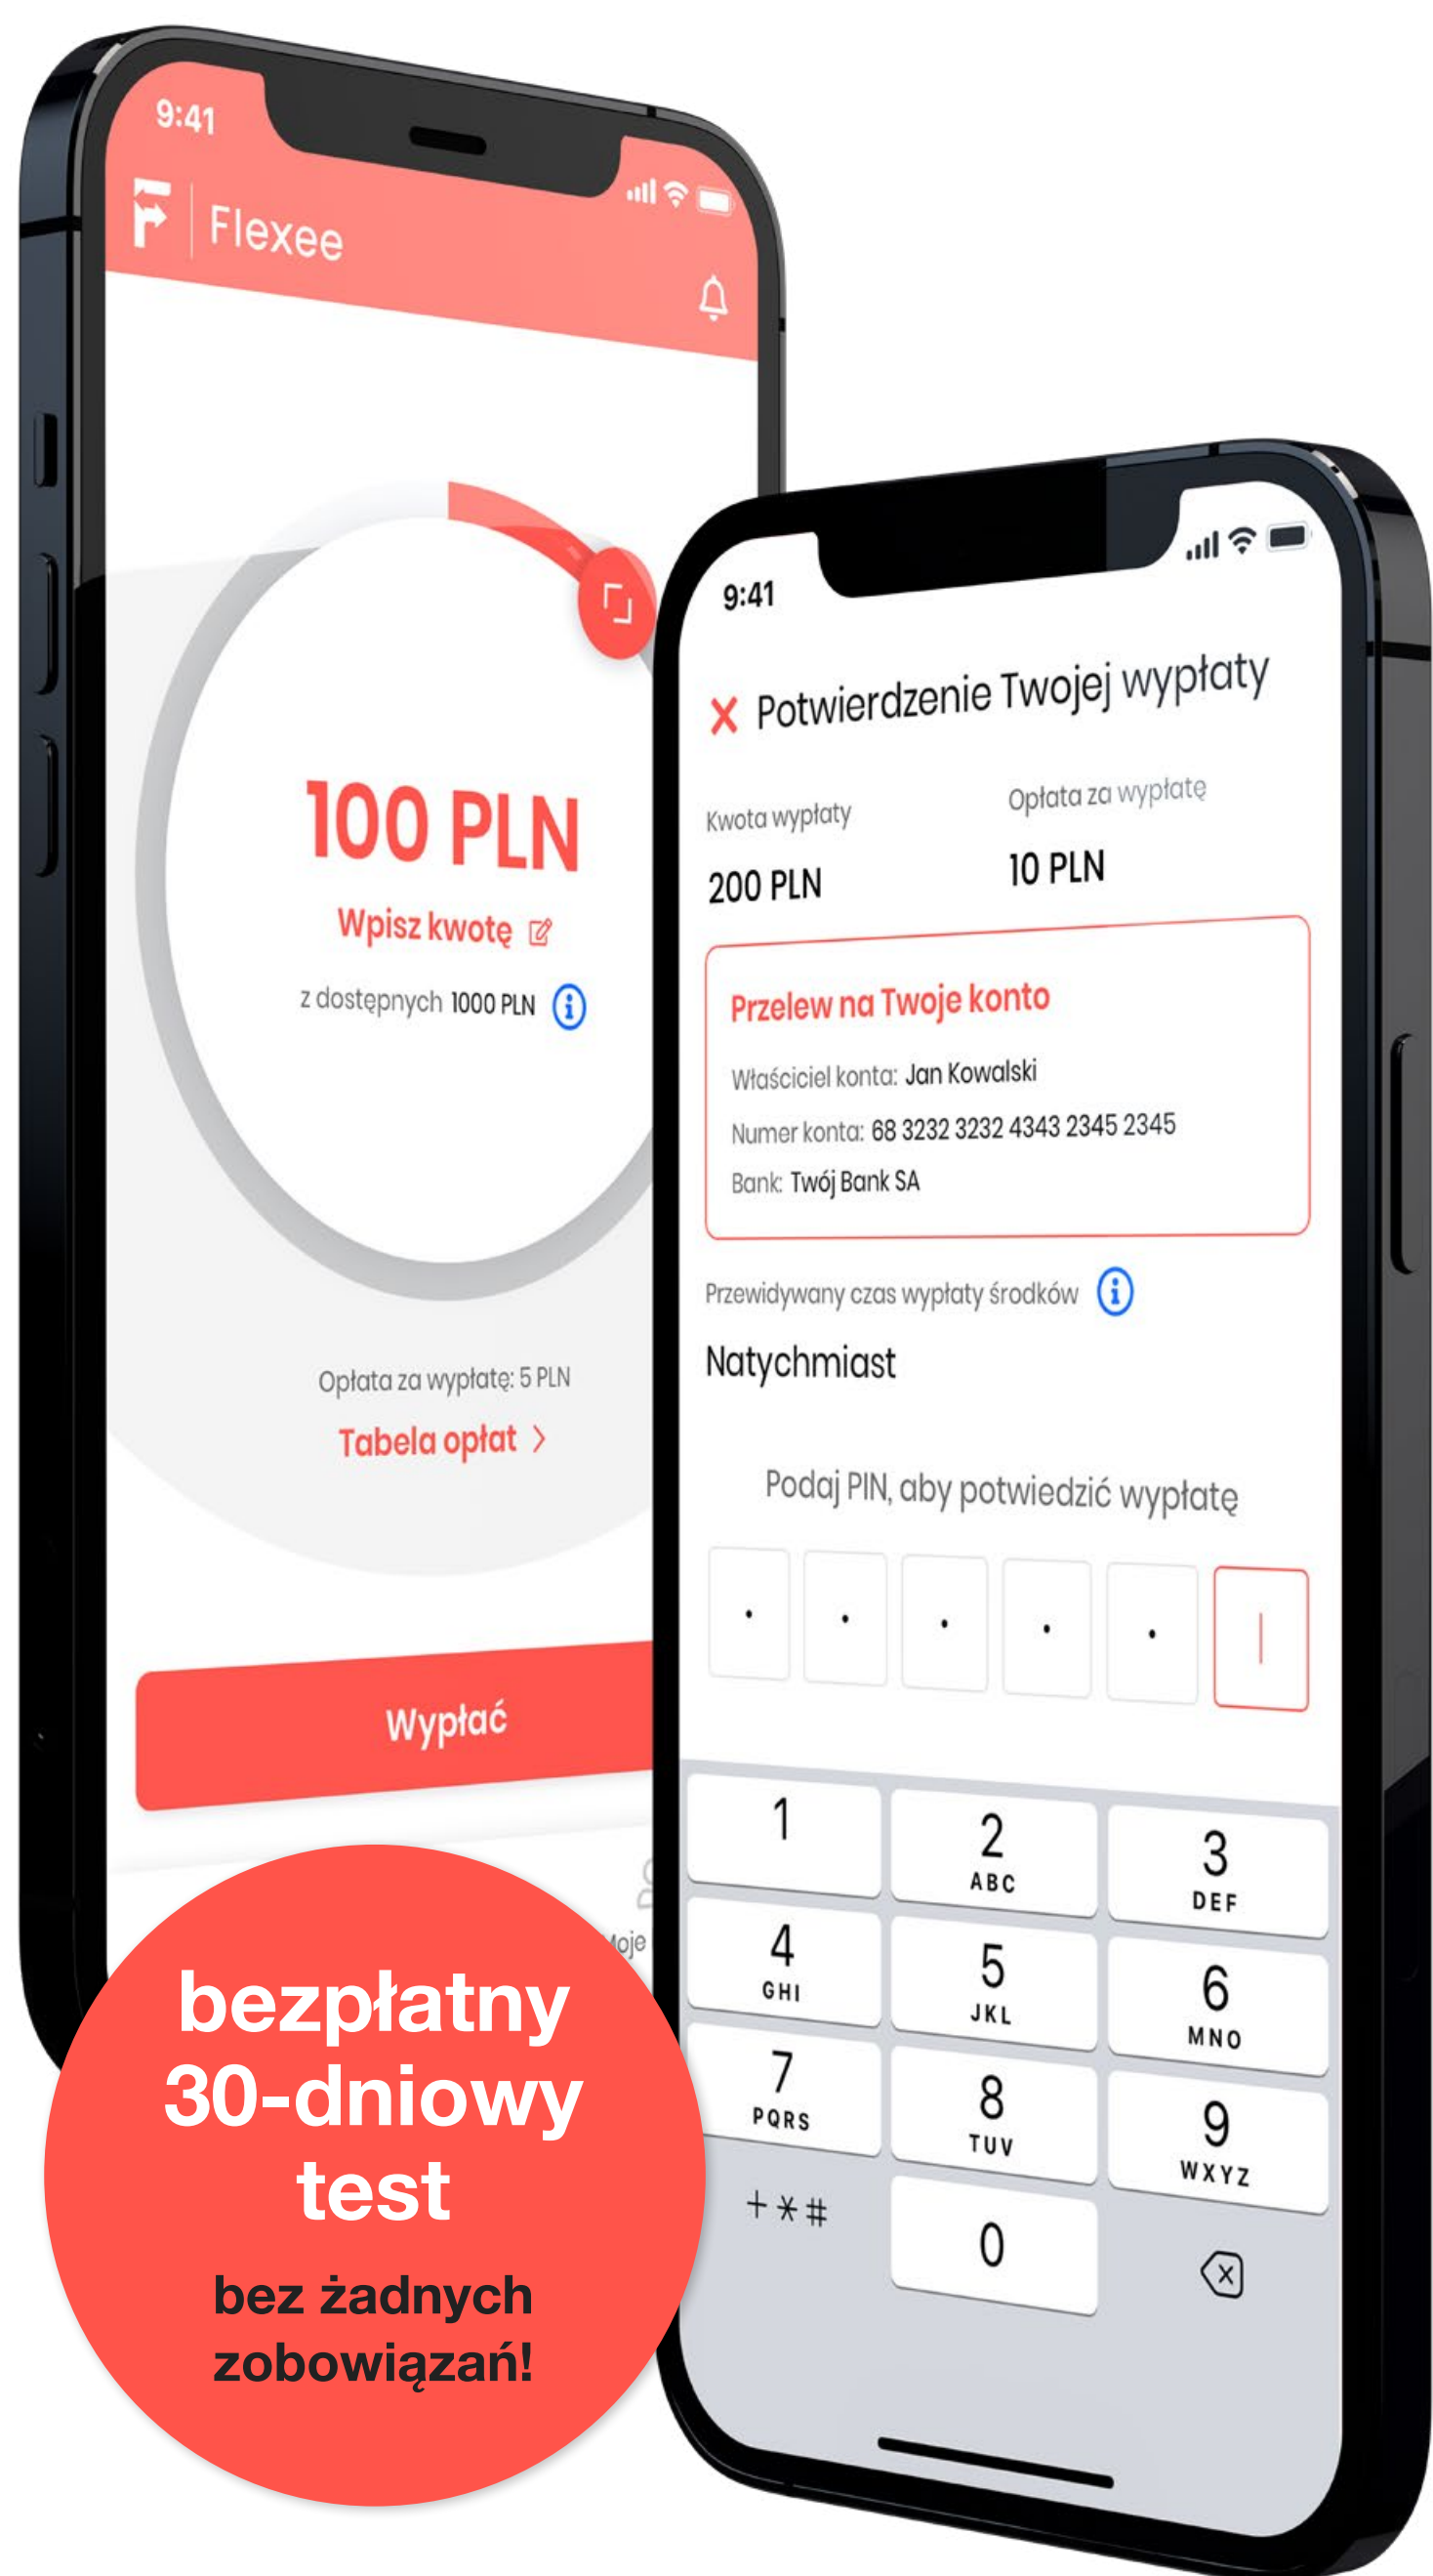 9:41
Flexee
100 PLN
Wpisz kwotę
z dostępnych 1000 PLN
Opłata za wypłatę: 5 PLN
Tabela opłat >
Wypłać
Moje
9:41
X Potwierdzenie Twojej wypłaty
Kwota wypłaty Opłata za wypłatę
200 PLN 10 PLN
Przelew na Twoje konto
Właściciel konta: Jan Kowalski
Numer konta: 68 3232 3232 4343 2345 2345
Bank: Twój Bank SA
Przewidywany czas wypłaty środków
Natychmiast
Podaj PIN, aby potwiedzić wypłatę
1 2 3
ABC DEF
4 5 6
GHI JKL MNO
7 8 9
PQRS TUV WXYZ
+*# 0
bezpłatny
30-dniowy
test
bez żadnych
zobowiązań!